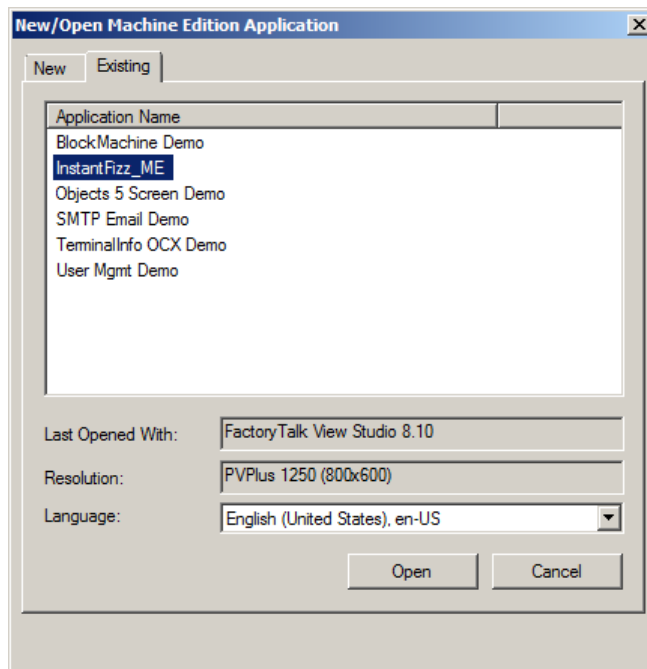 New/Open Machine Edition Application
New Existing
Application Name
BlockMachine Demo
InstantFizz_ME
Objects 5 Screen Demo
SMTP Email Demo
TerminalInfo OCX Demo
User Mgmt Demo
Last Opened With: FactoryTalk View Studio 8.10
Resolution: PVPlus 1250 (800x600)
Language: English (United States), en-US
Open Cancel